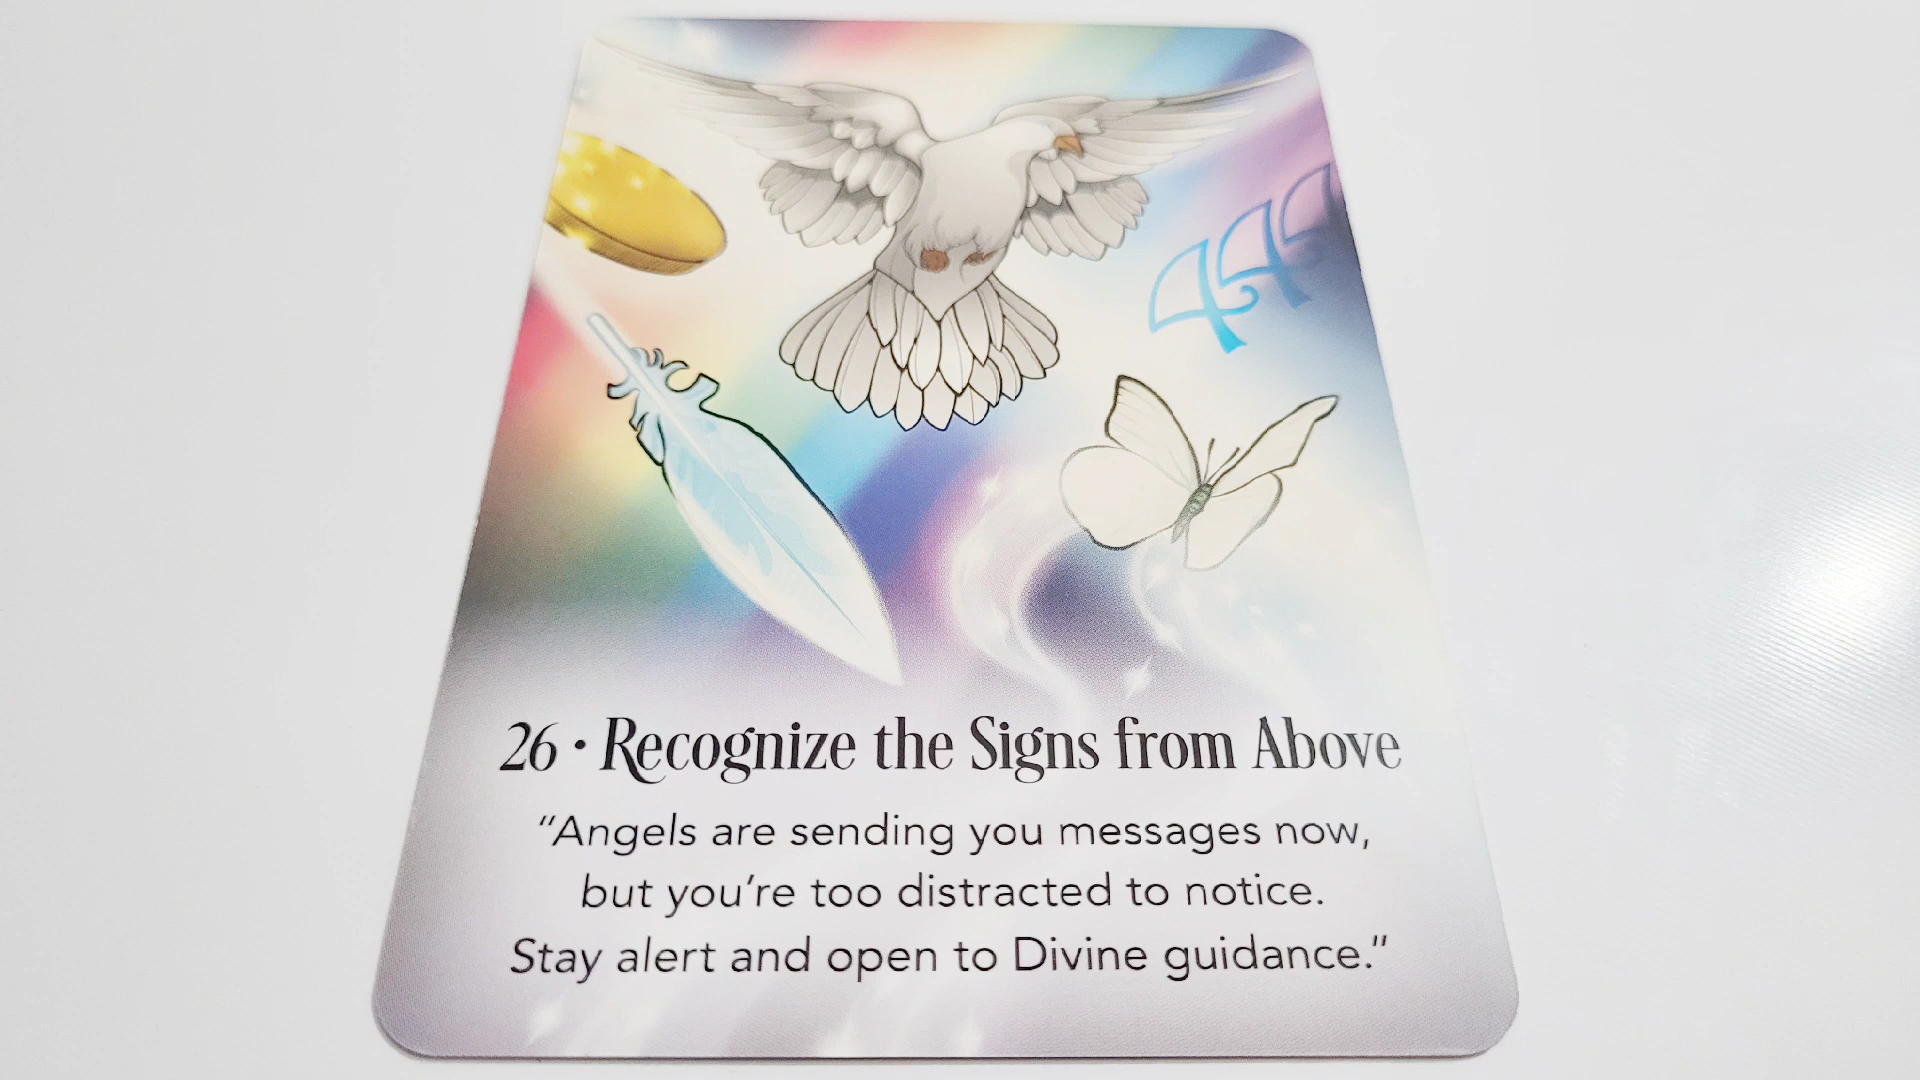 444
26 · Recognize the Signs from Above
“Angels are sending you messages now,
but you’re too distracted to notice.
Stay alert and open to Divine guidance.”